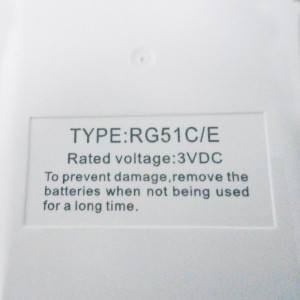 TYPE:RG51C/E
Rated voltage:3VDC
To prevent damage,remove the
batteries when not being used
for a long time.